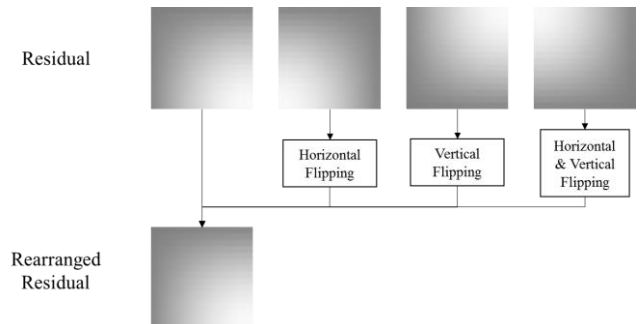 Residual
Horizontal
Flipping
Vertical
Flipping
Horizontal
& Vertical
Flipping
Rearranged
Residual